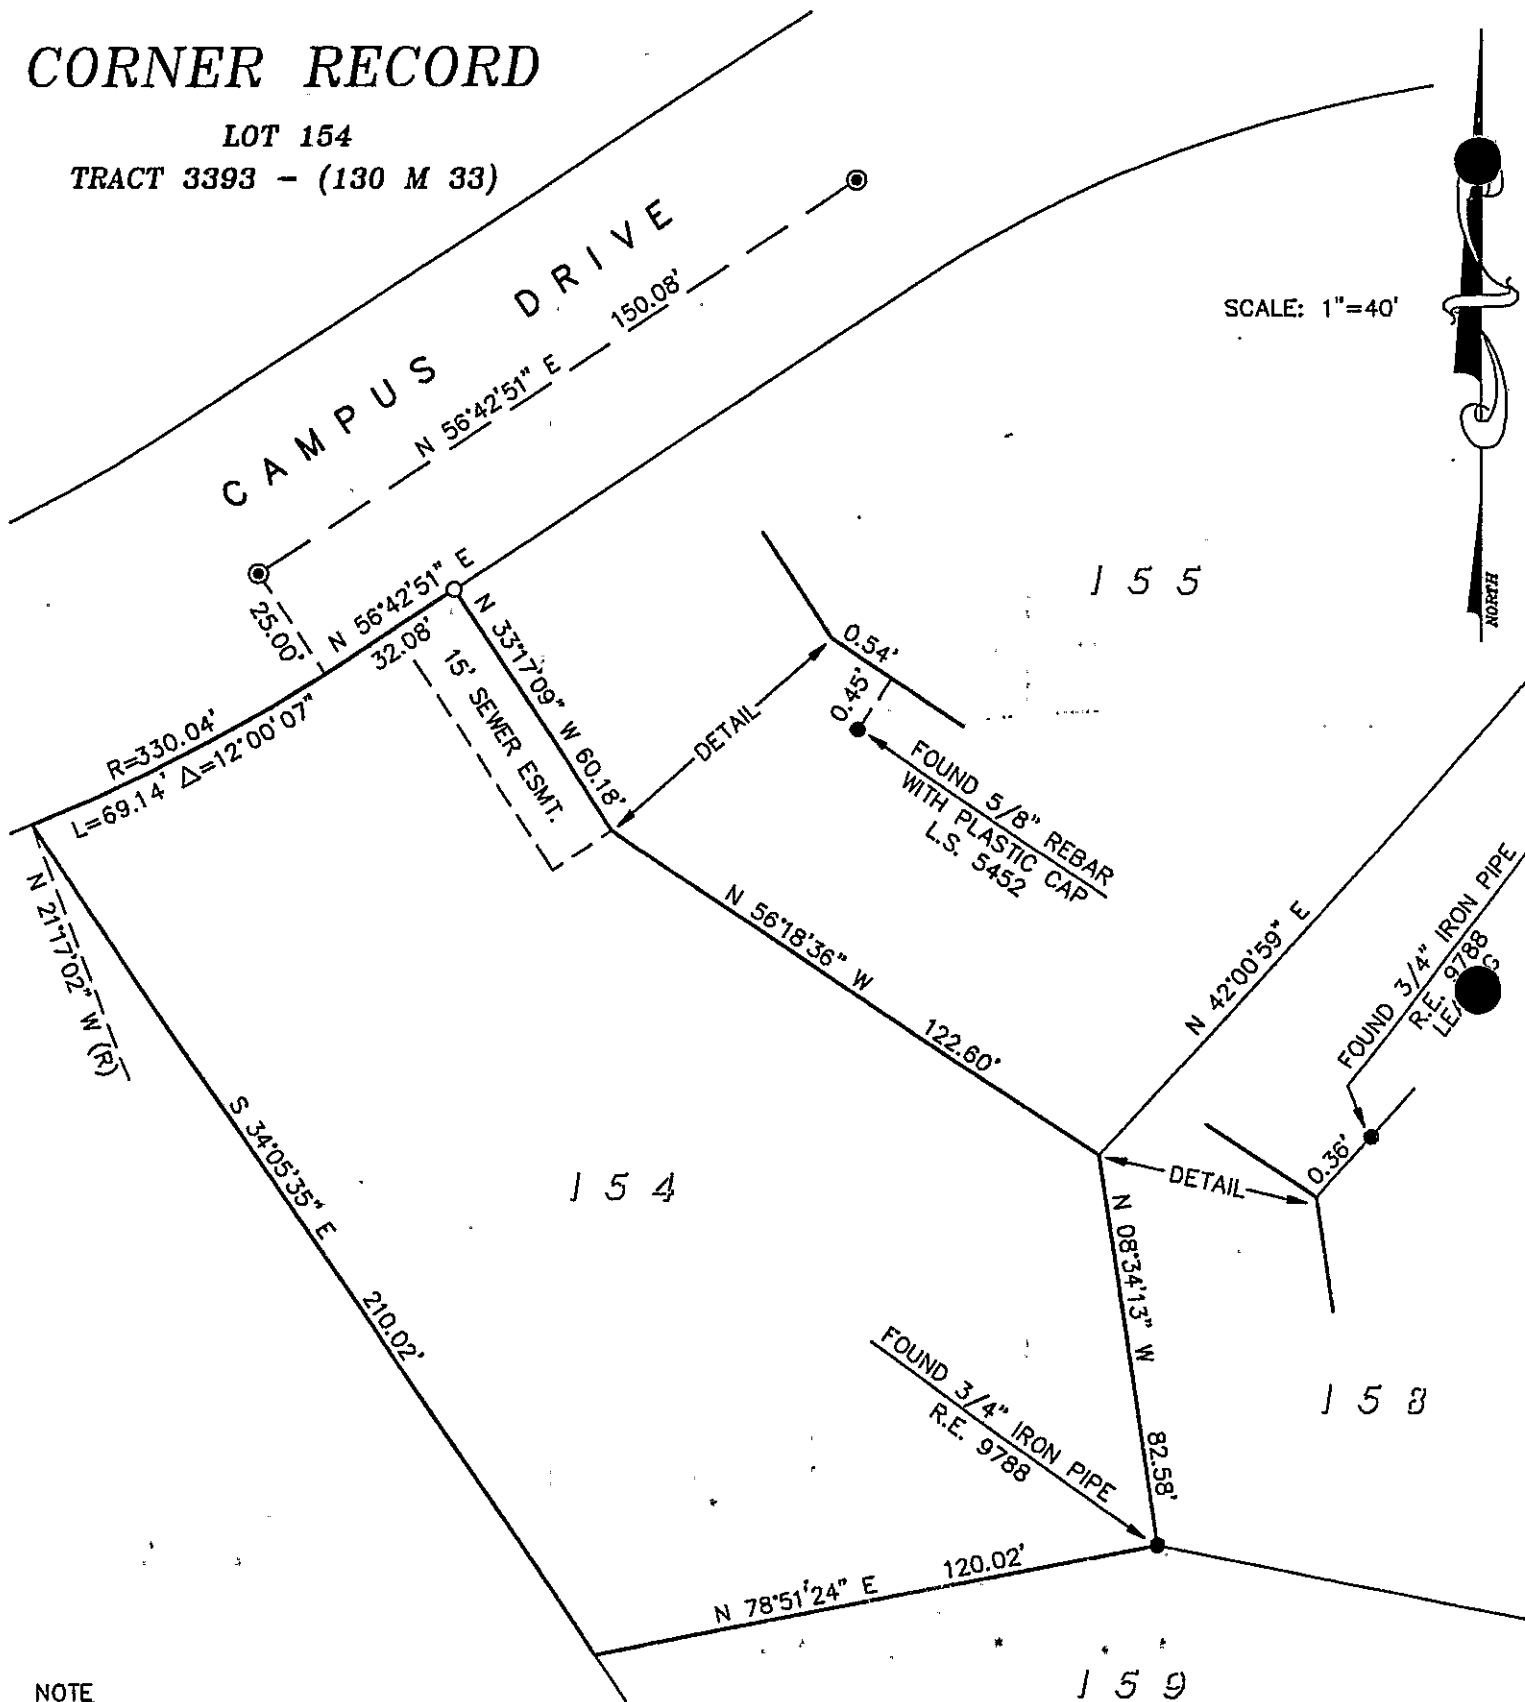 CORNER RECORD
LOT 154
TRACT 3393 - (130 M 33)
CAMPUS DRIVE
N 56°42'51" E 150.08'
SCALE: 1"=40'
NORTH
25.00'
N 56°42'51" E
32.08'
N 33°17'09" W 60.18'
15' SEWER ESMT.
R=330.04'
L=69.14' Δ=12°00'07"
N 21°17'02" W (R)
155
0.54'
0.45'
DETAIL
FOUND 5/8" REBAR
WITH PLASTIC CAP
L.S. 5452
N 56°18'36" W 122.60'
N 42°00'59" E
FOUND 3/4" IRON PIPE
R.E. 9788
0.36'
DETAIL
S 34°05'35" E 210.02'
154
N 08°34'13" W 82.58'
158
FOUND 3/4" IRON PIPE
R.E. 9788
N 78°51'24" E 120.02'
159
NOTE